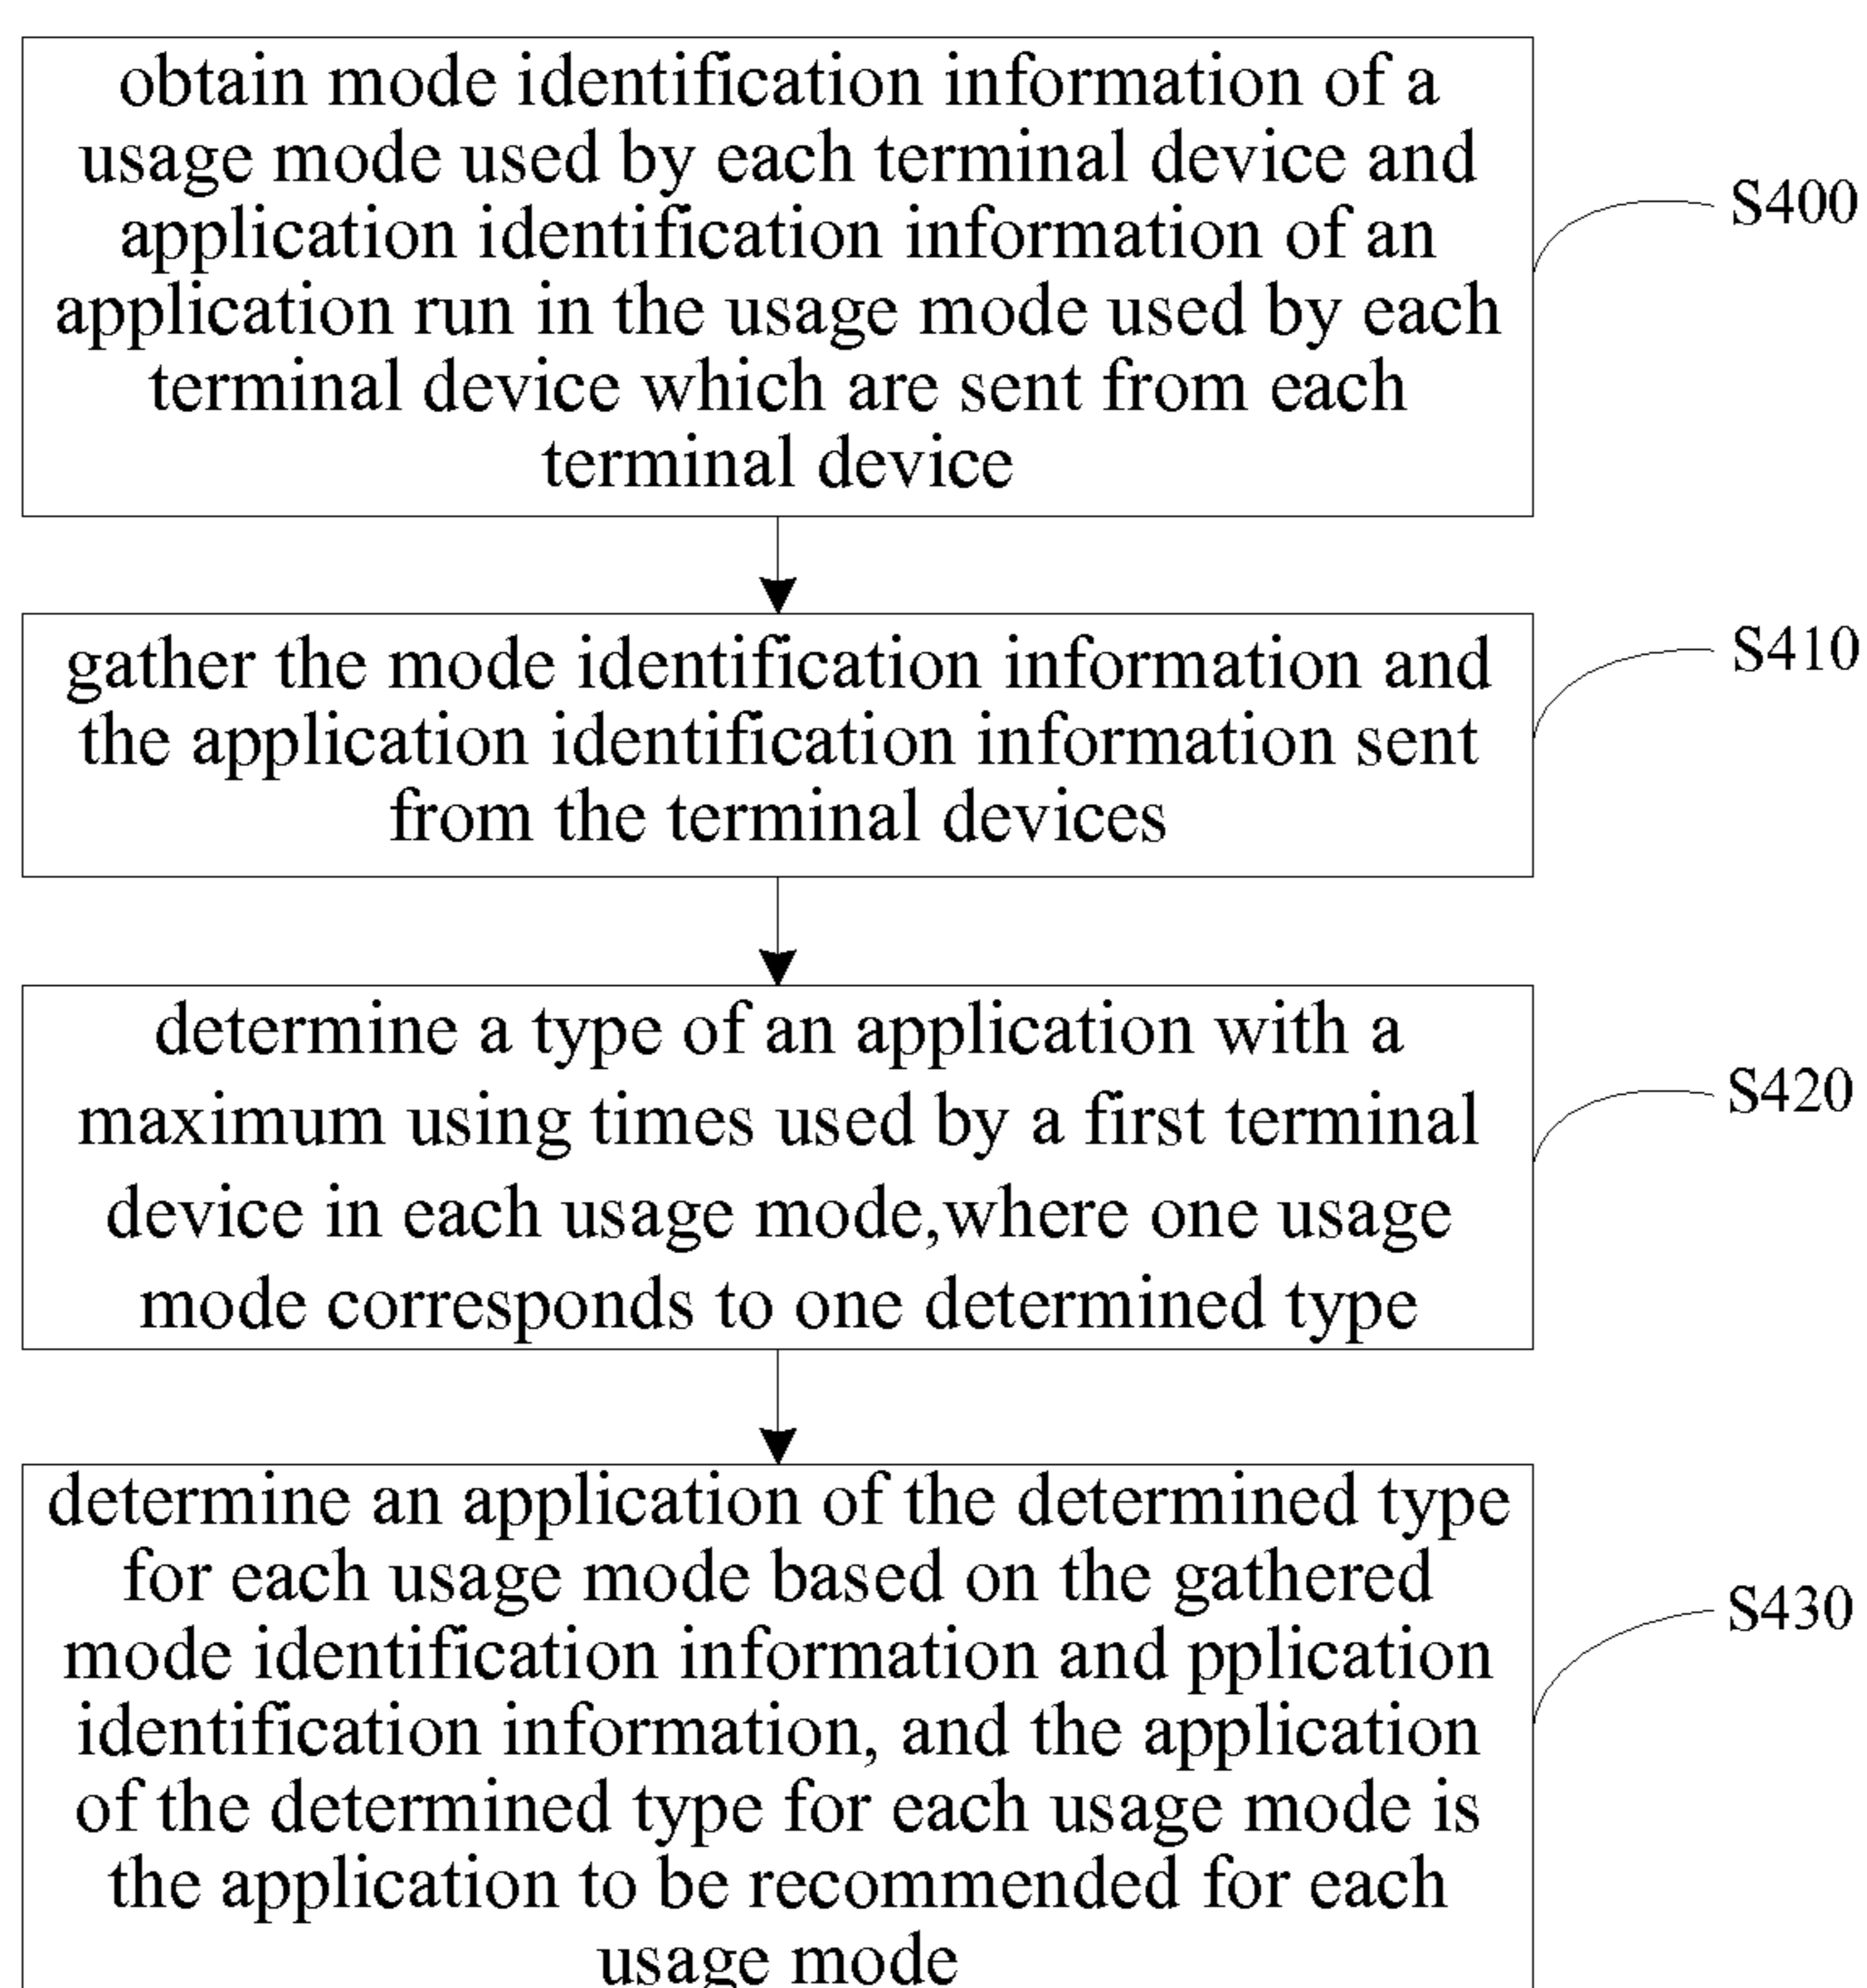 obtain mode identification information of a
usage mode used by each terminal device and
application identification information of an
application run in the usage mode used by each
terminal device which are sent from each
terminal device
S400
gather the mode identification information and
the application identification information sent
from the terminal devices
S410
determine a type of an application with a
maximum using times used by a first terminal
device in each usage mode,where one usage
mode corresponds to one determined type
S420
determine an application of the determined type
for each usage mode based on the gathered
mode identification information and pplication
identification information, and the application
of the determined type for each usage mode is
the application to be recommended for each
usage mode
S430